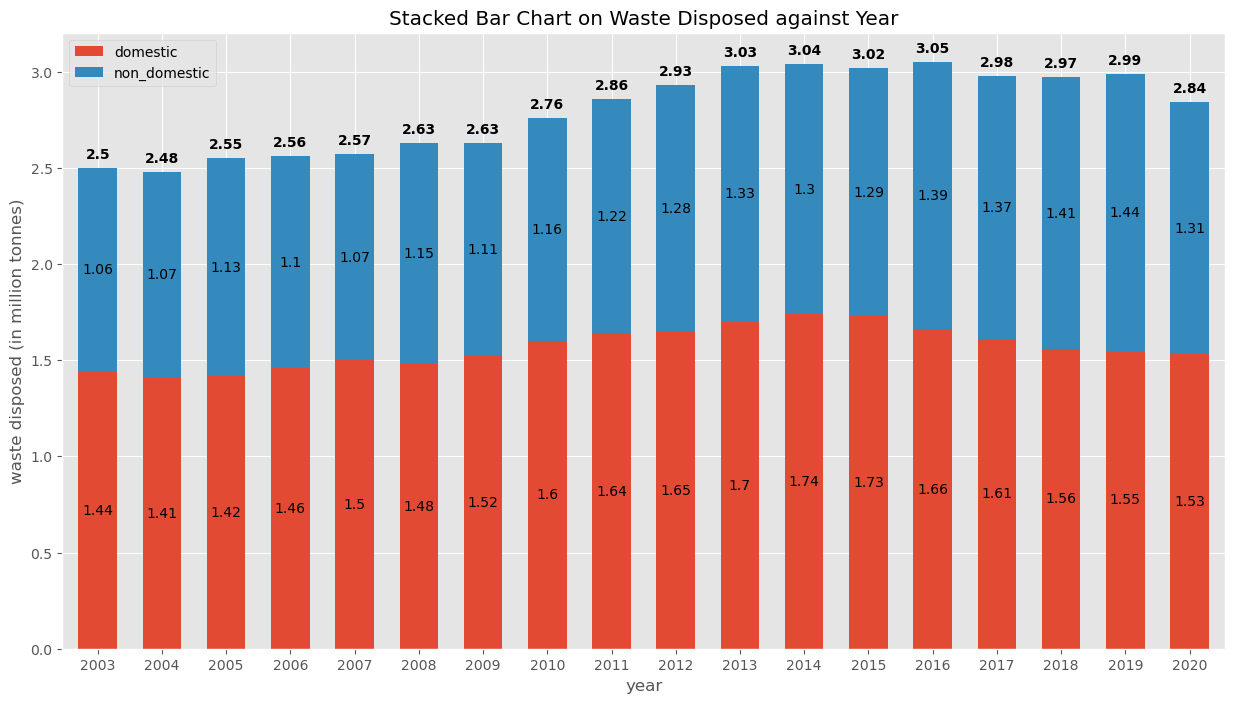 Stacked Bar Chart on Waste Disposed against Year
domestic
non_domestic
waste disposed (in million tonnes)
3.0
2.5
2.0
1.5
1.0
0.5
0.0
2.5 2.48 2.55 2.56 2.57 2.63 2.63 2.76 2.86 2.93 3.03 3.04 3.02 3.05 2.98 2.97 2.99 2.84
1.06 1.07 1.13 1.1 1.07 1.15 1.11 1.16 1.22 1.28 1.33 1.3 1.29 1.39 1.37 1.41 1.44 1.31
1.44 1.41 1.42 1.46 1.5 1.48 1.52 1.6 1.64 1.65 1.7 1.74 1.73 1.66 1.61 1.56 1.55 1.53
2003 2004 2005 2006 2007 2008 2009 2010 2011 2012 2013 2014 2015 2016 2017 2018 2019 2020
year